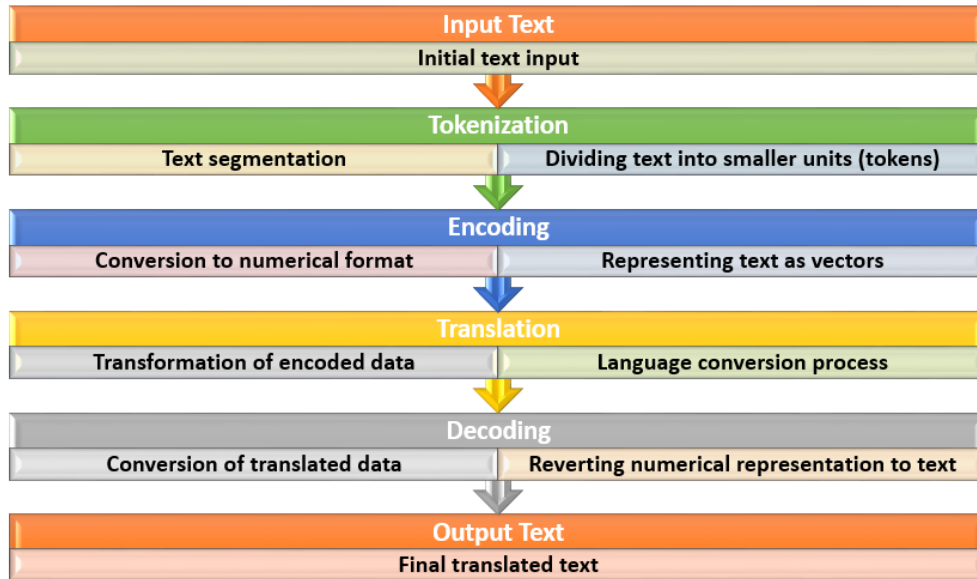 Input Text
Initial text input
Tokenization
Text segmentation
Dividing text into smaller units (tokens)
Encoding
Conversion to numerical format
Representing text as vectors
Translation
Transformation of encoded data
Language conversion process
Decoding
Conversion of translated data
Reverting numerical representation to text
Output Text
Final translated text